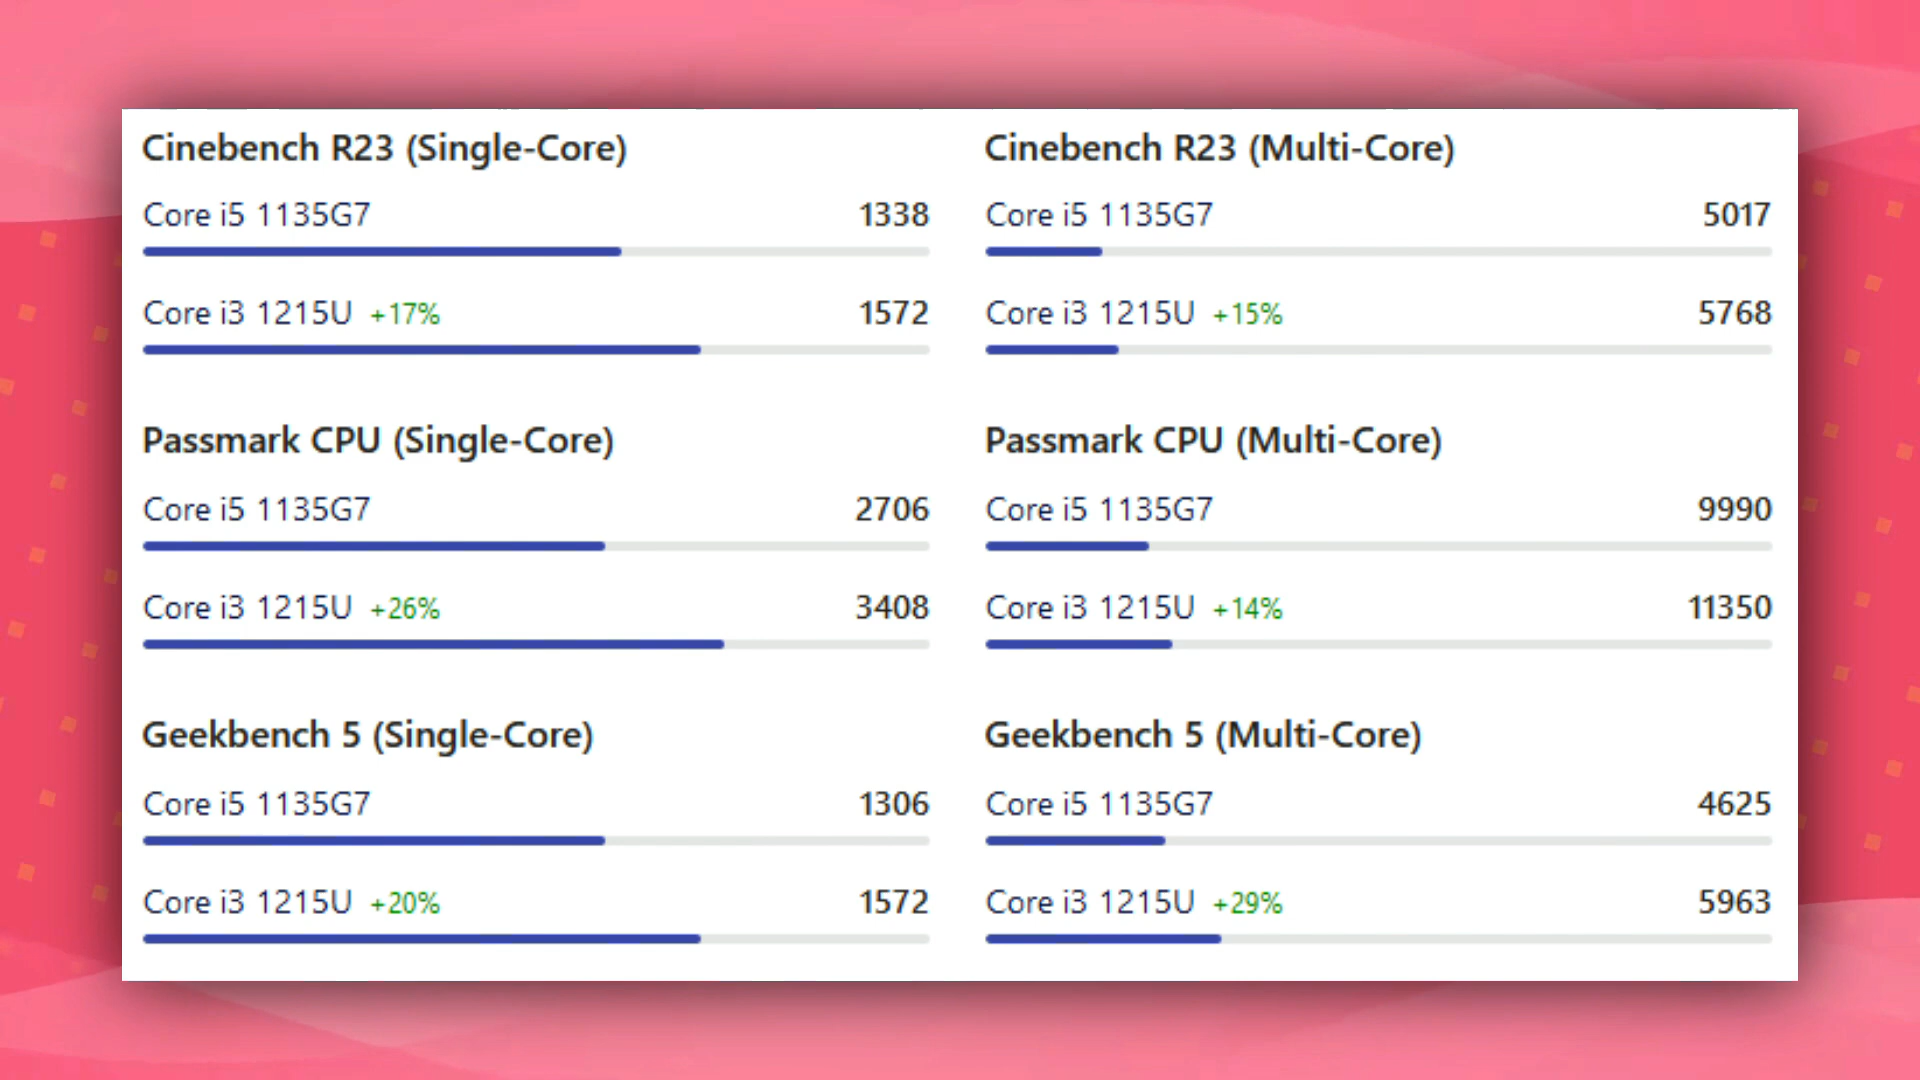 Cinebench R23 (Single-Core)
Core i5 1135G7 1338
Core i3 1215U +17% 1572
Passmark CPU (Single-Core)
Core i5 1135G7 2706
Core i3 1215U +26% 3408
Geekbench 5 (Single-Core)
Core i5 1135G7 1306
Core i3 1215U +20% 1572
Cinebench R23 (Multi-Core)
Core i5 1135G7 5017
Core i3 1215U +15% 5768
Passmark CPU (Multi-Core)
Core i5 1135G7 9990
Core i3 1215U +14% 11350
Geekbench 5 (Multi-Core)
Core i5 1135G7 4625
Core i3 1215U +29% 5963